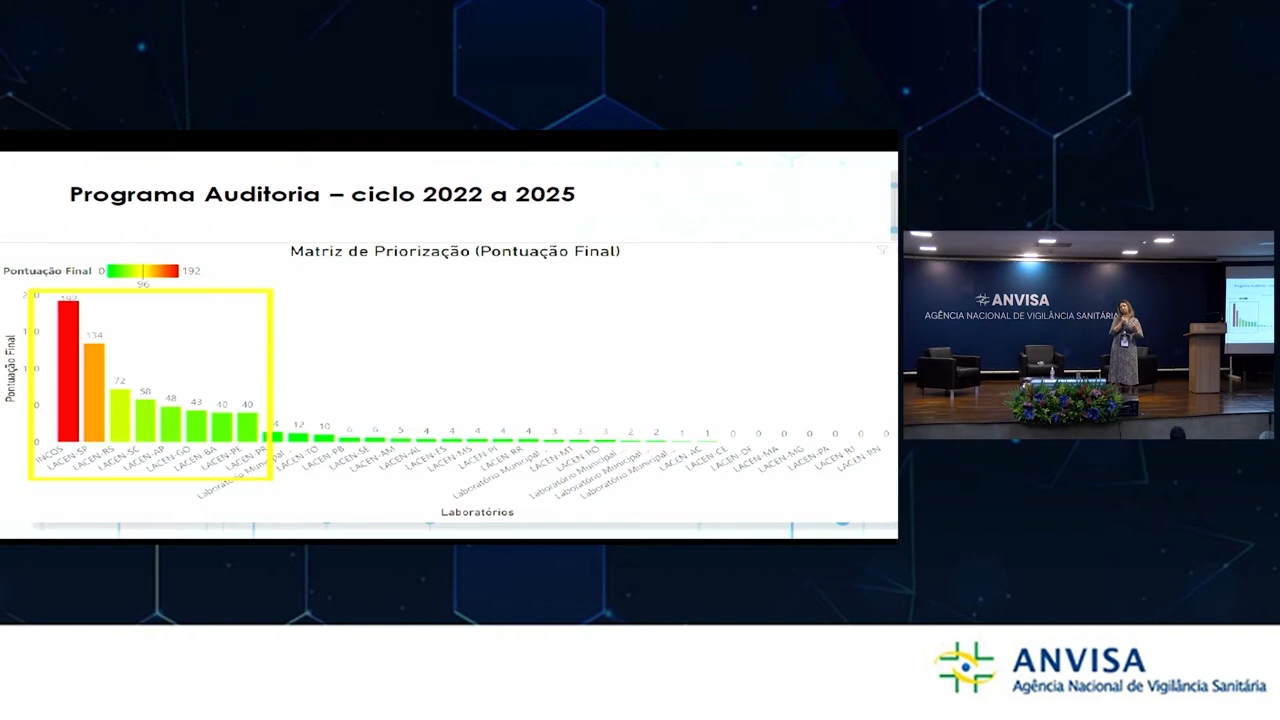 Programa Auditoria – ciclo 2022 a 2025
Matriz de Priorização (Pontuação Final)
Pontuação Final 0 192
96
Pontuação Final
0
192
134
72
58
48
43
40
40
12
10
6
6
5
4
4
4
4
3
3
3
2
2
1
1
0
0
0
0
0
0
0
INCQS
LACEN-SP
LACEN-RS
LACEN-SC
LACEN-AP
LACEN-GO
LACEN-BA
LACEN-PE
LACEN-PR
Laboratório Municipal...
LACEN-TO
LACEN-PB
LACEN-SE
LACEN-AM
LACEN-AL
LACEN-ES
LACEN-MS
LACEN-PI
LACEN-RR
Laboratório Municipal...
LACEN-MT
LACEN-RO
Laboratório Municipal...
Laboratório Municipal...
Laboratório Municipal...
LACEN-AC
LACEN-CE
LACEN-DF
LACEN-MA
LACEN-MG
LACEN-PA
LACEN-RJ
LACEN-RN
Laboratórios
ANVISA
AGÊNCIA NACIONAL DE VIGILÂNCIA SANITÁRIA
ANVISA
Agência Nacional de Vigilância Sanitária